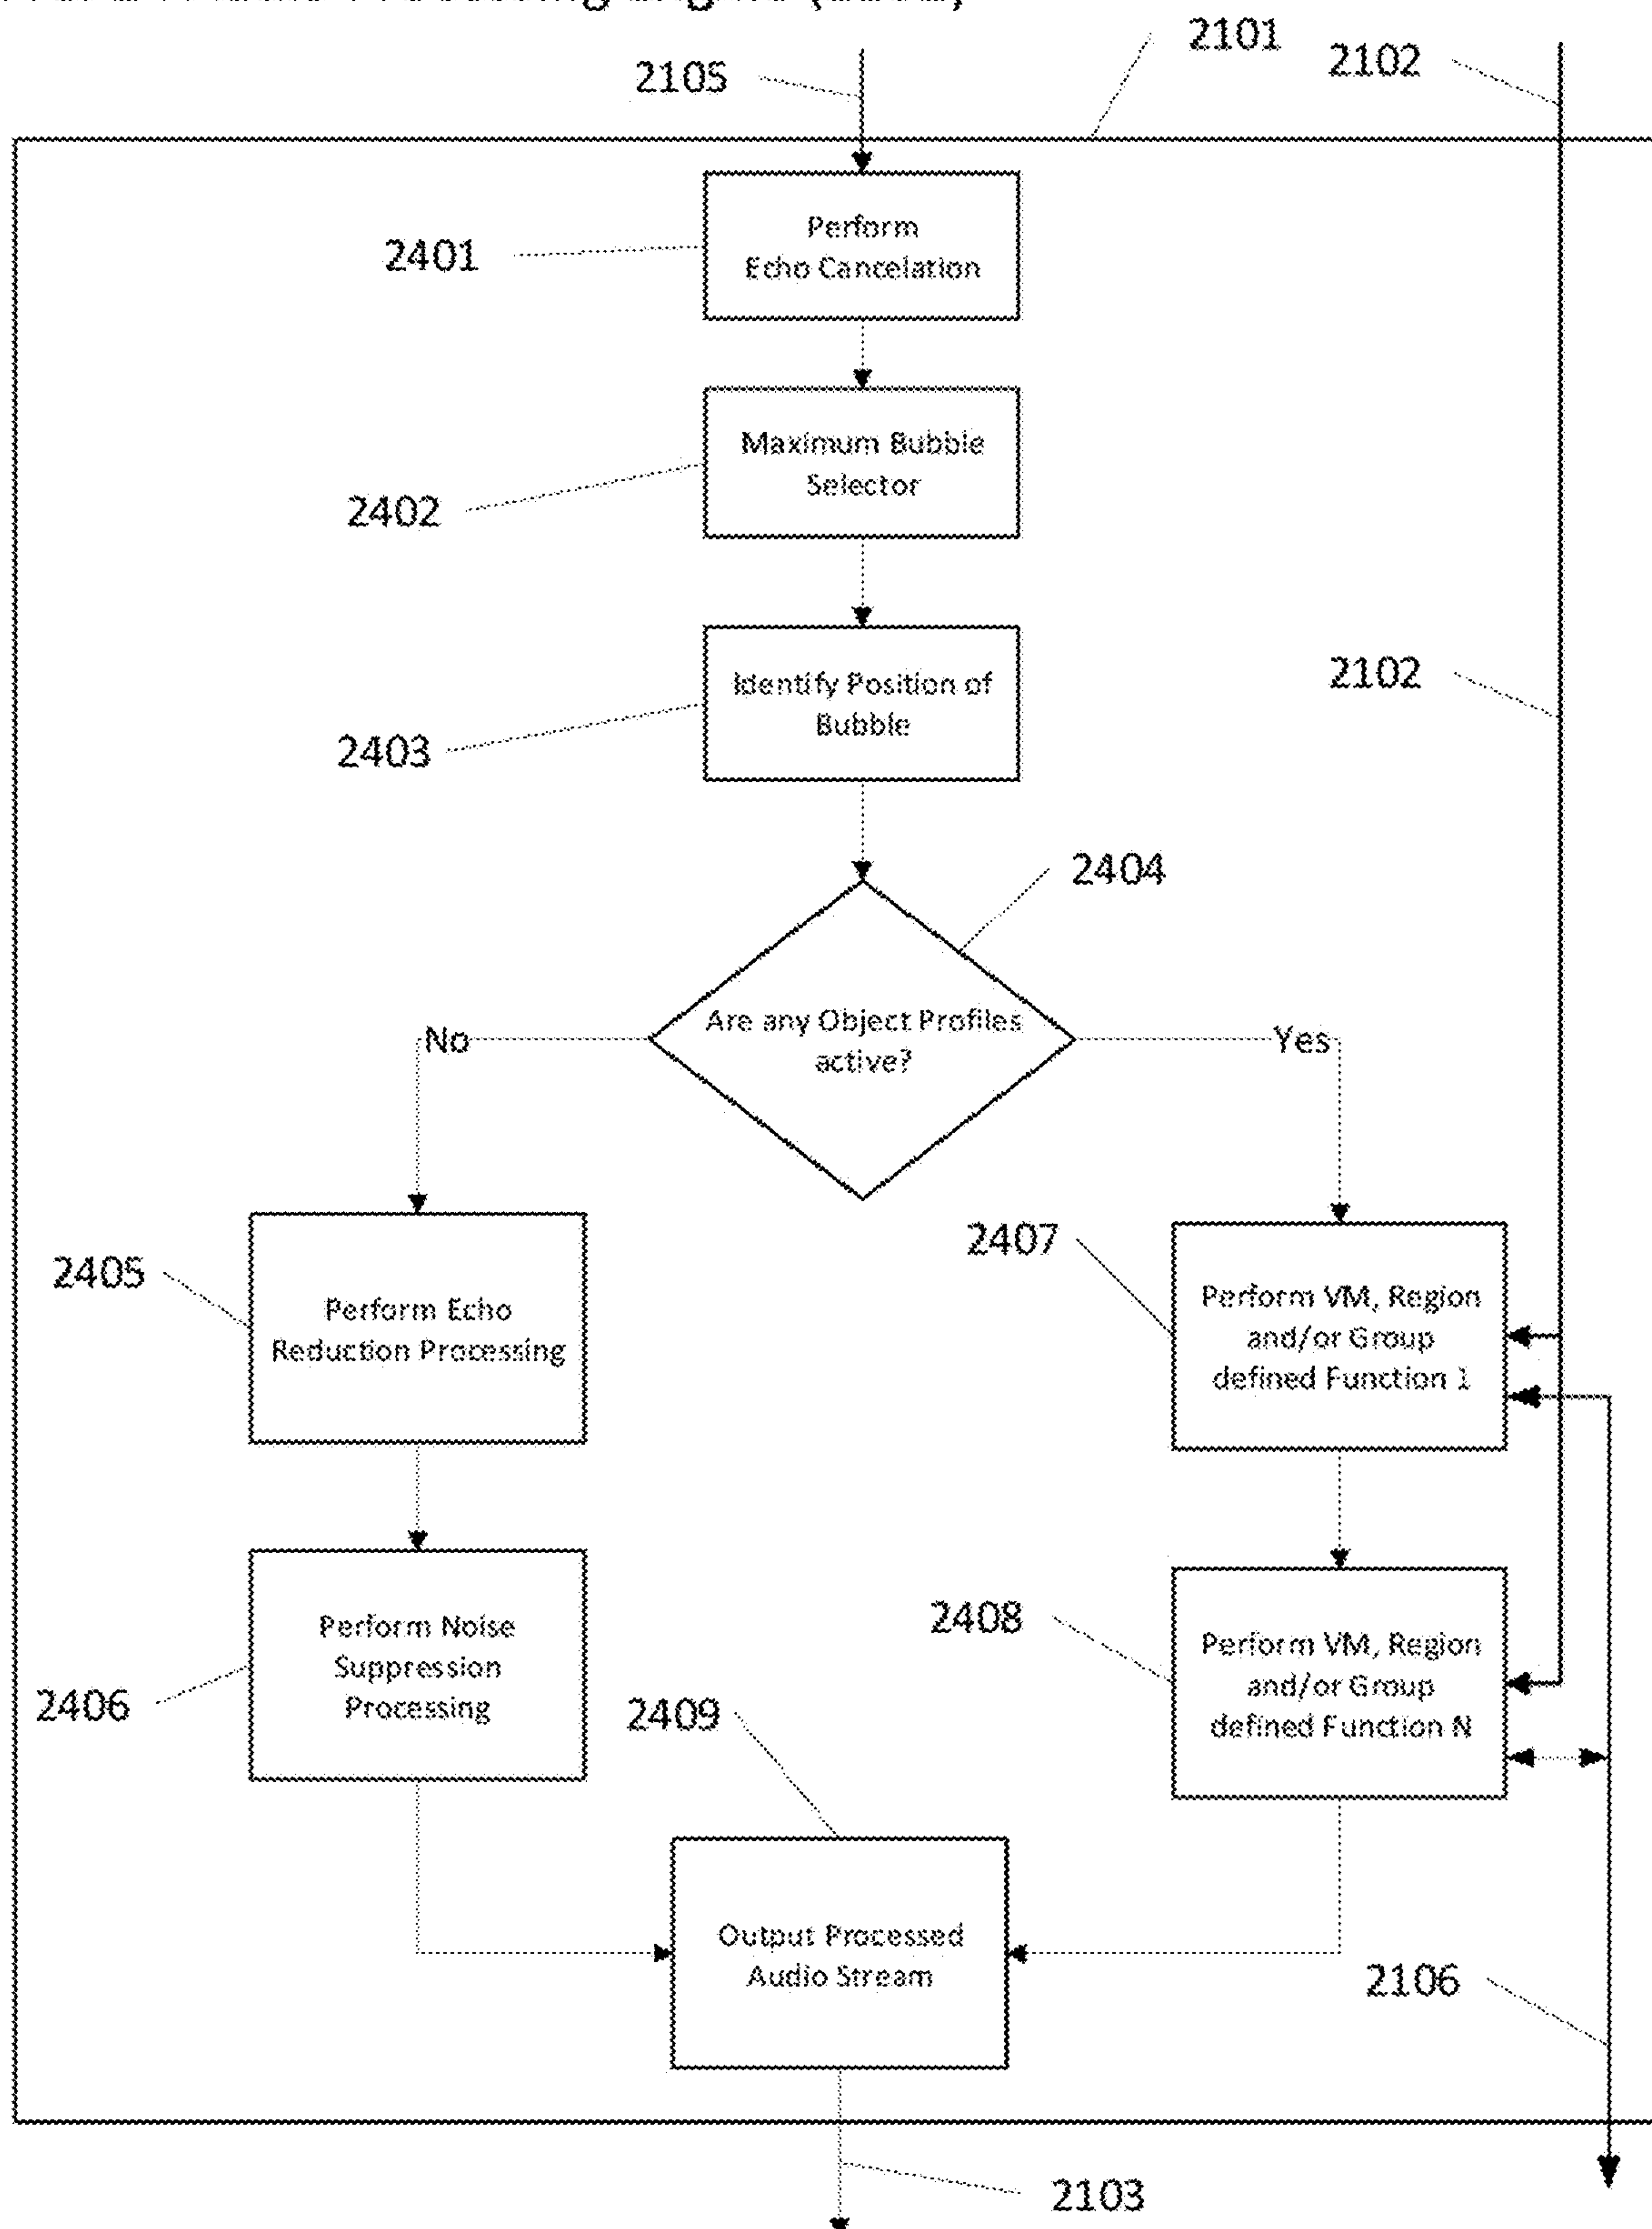 2101
2102
2105
Perform
Echo Cancelation
2401
Maximum Bubble
Selector
2402
Identify Position of
Bubble
2403
2102
2404
Are any Object Profiles
active?
No
Yes
2407
2405
Perform Echo
Reduction Processing
Perform VM, Region
and/or Group
defined Function 1
2408
Perform Noise
Suppression
Processing
2406
Perform VM, Region
and/or Group
defined Function N
2409
Output Processed
Audio Stream
2106
2103